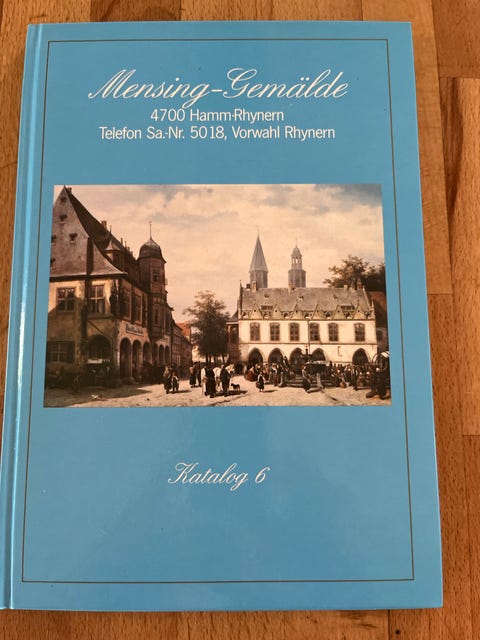 Mensing-Gemälde
4700 Hamm-Rhynern
Telefon Sa.-Nr. 5018, Vorwahl Rhynern
Katalog 6